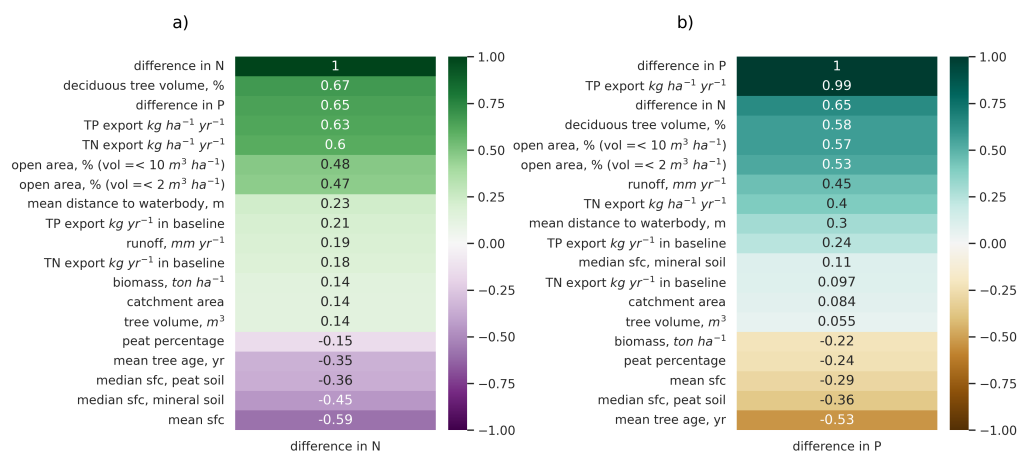 a)
difference in N 1
deciduous tree volume, % 0.67
difference in P 0.65
TP export kg ha⁻¹ yr⁻¹ 0.63
TN export kg ha⁻¹ yr⁻¹ 0.6
open area, % (vol =< 10 m³ ha⁻¹) 0.48
open area, % (vol =< 2 m³ ha⁻¹) 0.47
mean distance to waterbody, m 0.23
TP export kg yr⁻¹ in baseline 0.21
runoff, mm yr⁻¹ 0.19
TN export kg yr⁻¹ in baseline 0.18
biomass, ton ha⁻¹ 0.14
catchment area 0.14
tree volume, m³ 0.14
peat percentage -0.15
mean tree age, yr -0.35
median sfc, peat soil -0.36
median sfc, mineral soil -0.45
mean sfc -0.59
difference in N
1.00
0.75
0.50
0.25
0.00
−0.25
−0.50
−0.75
−1.00
b)
difference in P 1
TP export kg ha⁻¹ yr⁻¹ 0.99
difference in N 0.65
deciduous tree volume, % 0.58
open area, % (vol =< 10 m³ ha⁻¹) 0.57
open area, % (vol =< 2 m³ ha⁻¹) 0.53
runoff, mm yr⁻¹ 0.45
TN export kg ha⁻¹ yr⁻¹ 0.4
mean distance to waterbody, m 0.3
TP export kg yr⁻¹ in baseline 0.24
median sfc, mineral soil 0.11
TN export kg yr⁻¹ in baseline 0.097
catchment area 0.084
tree volume, m³ 0.055
biomass, ton ha⁻¹ -0.22
peat percentage -0.24
mean sfc -0.29
median sfc, peat soil -0.36
mean tree age, yr -0.53
difference in P
1.00
0.75
0.50
0.25
0.00
−0.25
−0.50
−0.75
−1.00